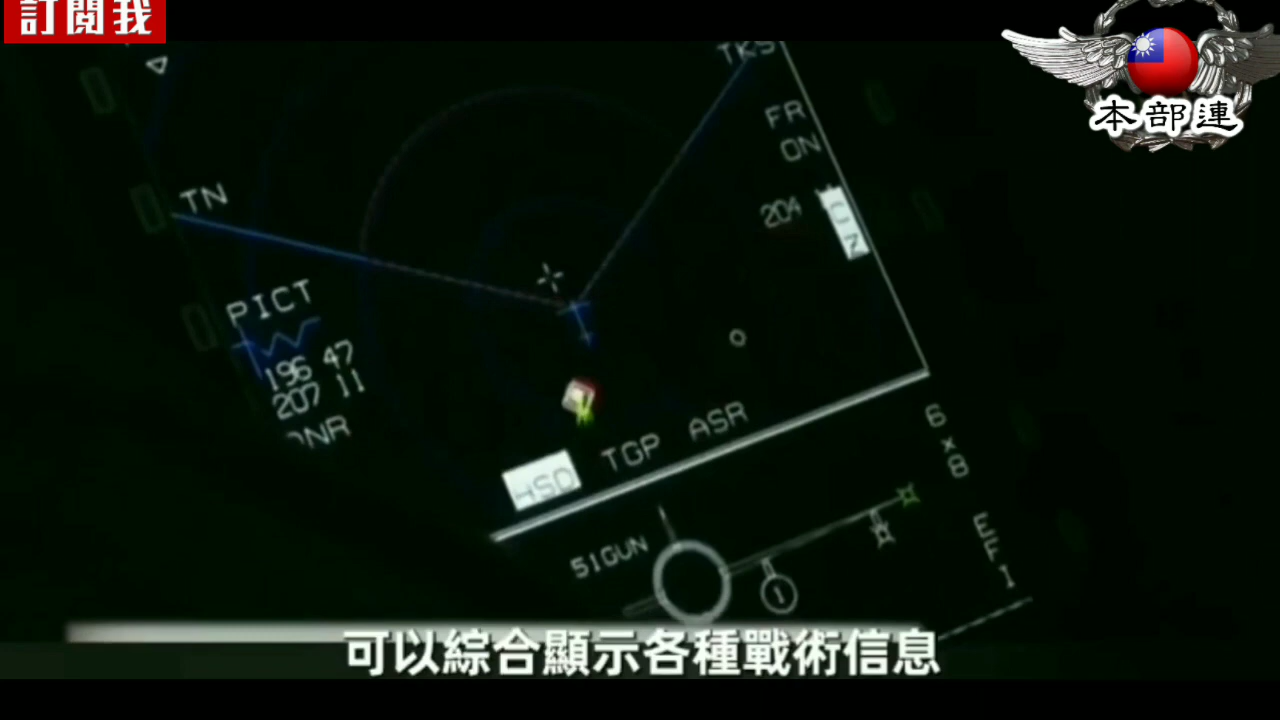 訂閱我
本部連
TKS
FR
ON
TN
204
PICT
196 47
207 11
HSD TGP ASR
6×8
EFI
51GUN
1
可以綜合顯示各種戰術信息